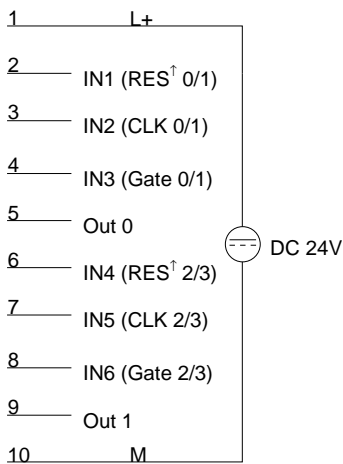 1 L+
2 IN1 (RES↑ 0/1)
3 IN2 (CLK 0/1)
4 IN3 (Gate 0/1)
5 Out 0
DC 24V
6 IN4 (RES↑ 2/3)
7 IN5 (CLK 2/3)
8 IN6 (Gate 2/3)
9 Out 1
10 M